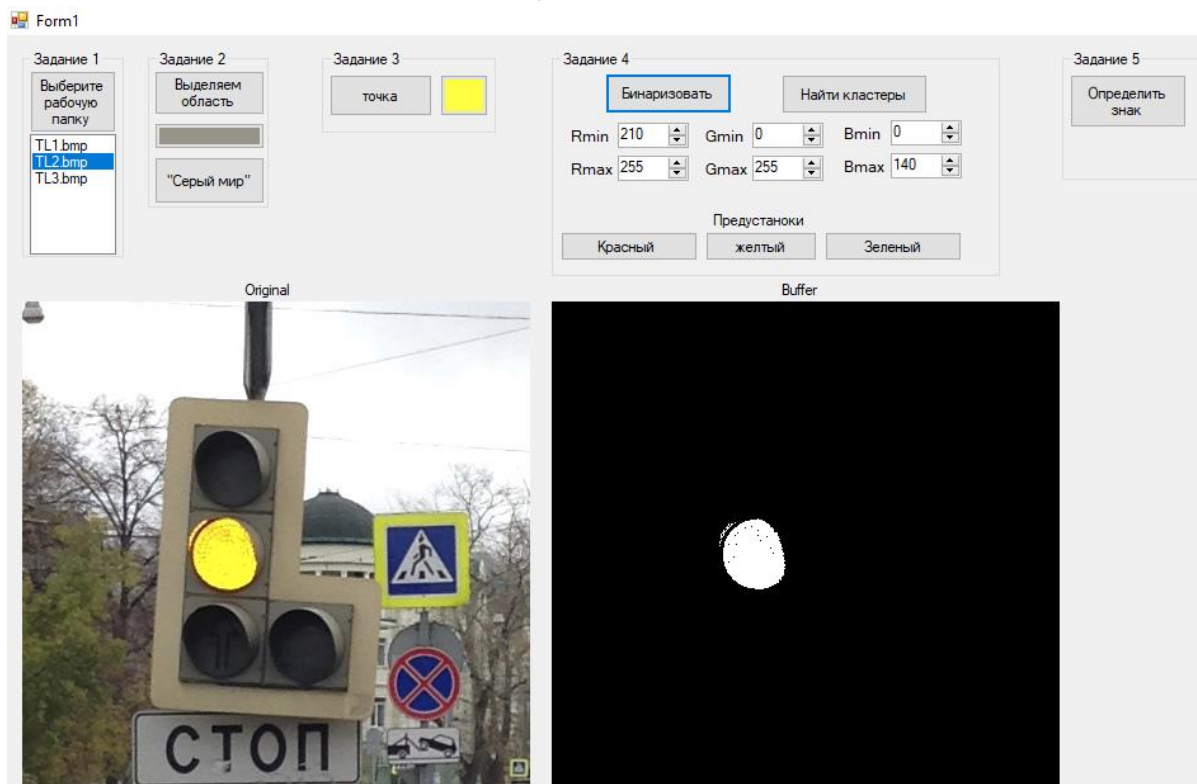 Form1
Задание 1
Выберите
рабочую
папку
TL1.bmp
TL2.bmp
TL3.bmp
Задание 2
Выделяем
область
"Серый мир"
Задание 3
точка
Задание 4
Бинаризовать
Найти кластеры
Rmin 210 Gmin 0 Bmin 0
Rmax 255 Gmax 255 Bmax 140
Предустаноки
Красный желтый Зеленый
Задание 5
Определить
знак
Original
Buffer
СТОП